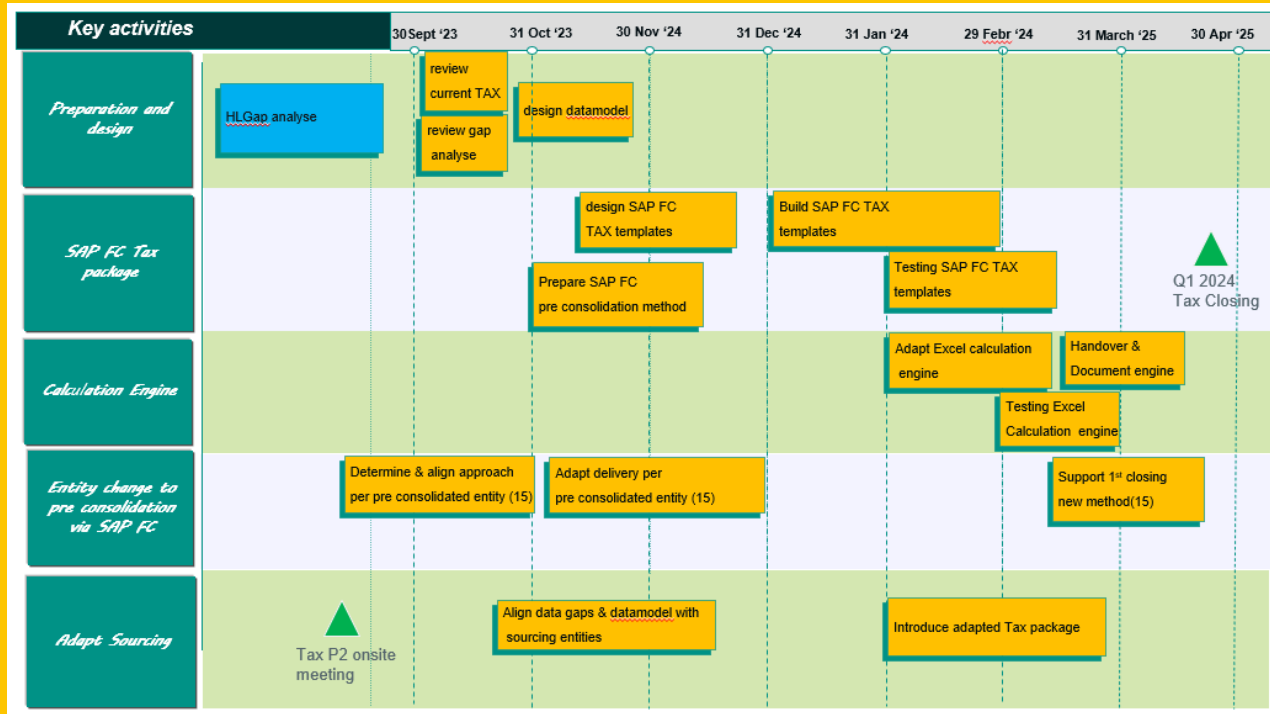 Key activities
30 Sept ‘23
31 Oct ‘23
30 Nov ‘24
31 Dec ‘24
31 Jan ‘24
29 Febr ‘24
31 March ‘25
30 Apr ‘25
Preparation and
design
HLGap analyse
review
current TAX
review gap
analyse
design datamodel
SAP FC Tax
package
design SAP FC
TAX templates
Prepare SAP FC
pre consolidation method
Build SAP FC TAX
templates
Testing SAP FC TAX
templates
Q1 2024
Tax Closing
Calculation Engine
Adapt Excel calculation
engine
Handover &
Document engine
Testing Excel
Calculation engine
Entity change to
pre consolidation
via SAP FC
Determine & align approach
per pre consolidated entity (15)
Adapt delivery per
pre consolidated entity (15)
Support 1st closing
new method(15)
Adapt Sourcing
Tax P2 onsite
meeting
Align data gaps & datamodel with
sourcing entities
Introduce adapted Tax package